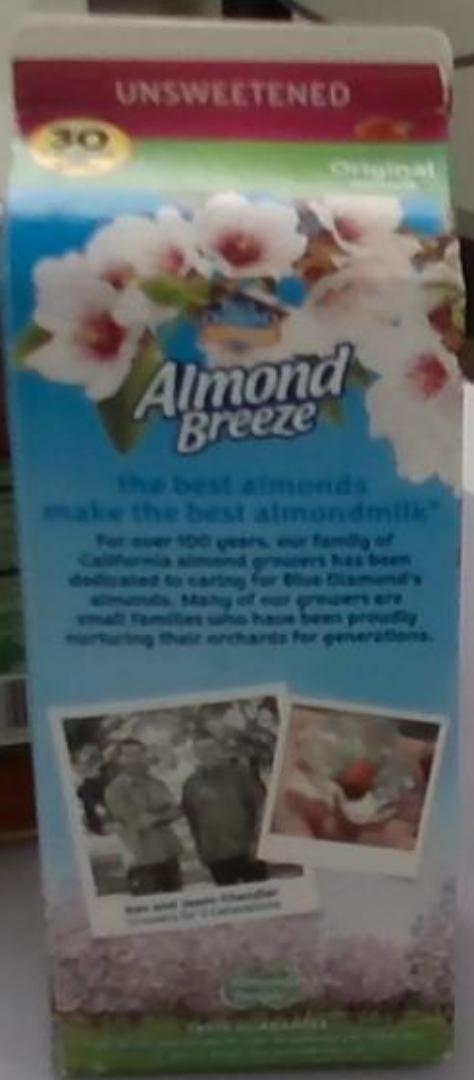 UNSWEETENED
30
Original
Almond
Breeze
the best almonds
make the best almondmilk®
For over 100 years, our family of
California almond growers has been
dedicated to caring for Blue Diamond's
almonds. Many of our growers are
small families who have been proudly
nurturing their orchards for generations.